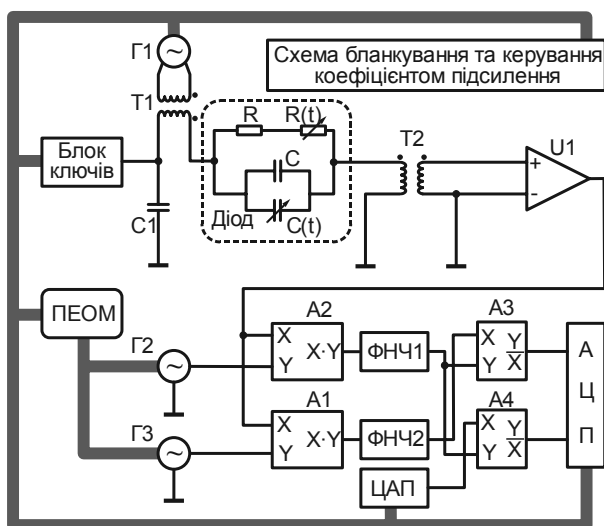 Г1
Схема бланкування та керування
коефіцієнтом підсилення
T1
R
R(t)
T2
U1
Блок
ключів
C
+
-
C1
Діод
C(t)
ПЕОМ
Г2
A2
X
Y
X·Y
ФНЧ1
A3
X
Y
Y
X
А
Ц
П
Г3
A1
X
Y
X·Y
ФНЧ2
A4
X
Y
Y
X
ЦАП